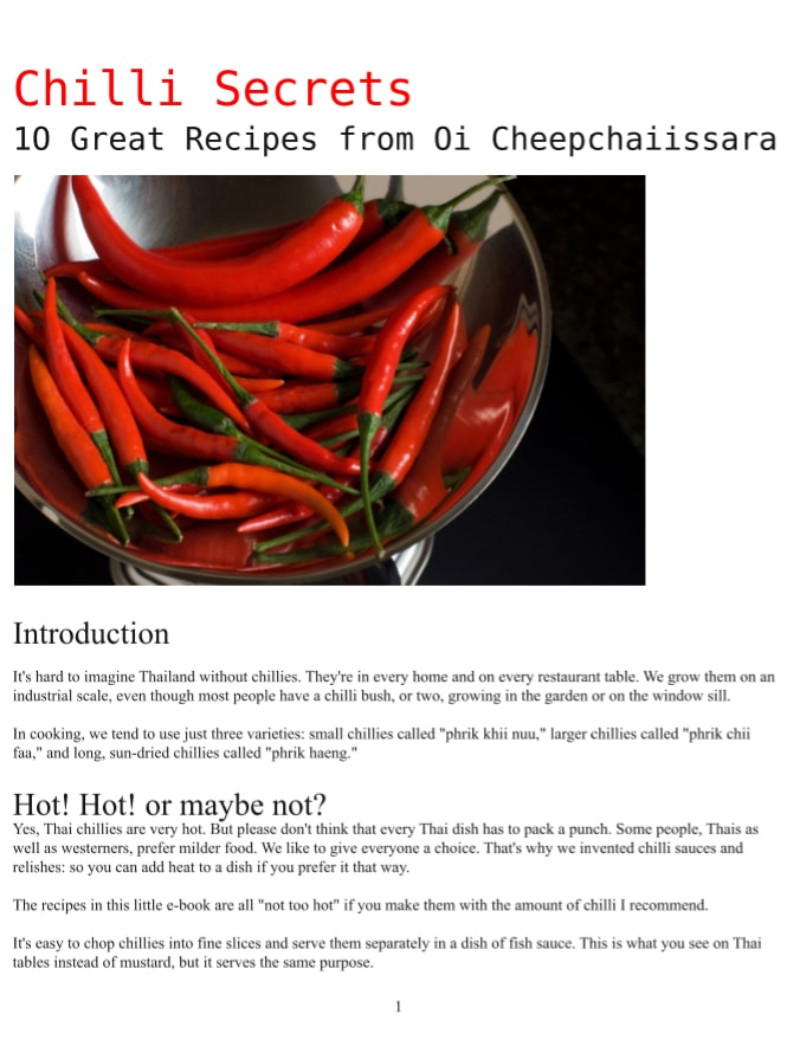 Chilli Secrets
10 Great Recipes from Oi Cheepchaiissara
Introduction
It's hard to imagine Thailand without chillies. They're in every home and on every restaurant table. We grow them on an
industrial scale, even though most people have a chilli bush, or two, growing in the garden or on the window sill.
In cooking, we tend to use just three varieties: small chillies called "phrik khii nuu," larger chillies called "phrik chii
faa," and long, sun-dried chillies called "phrik haeng."
Hot! Hot! or maybe not?
Yes, Thai chillies are very hot. But please don't think that every Thai dish has to pack a punch. Some people, Thais as
well as westerners, prefer milder food. We like to give everyone a choice. That's why we invented chilli sauces and
relishes: so you can add heat to a dish if you prefer it that way.
The recipes in this little e-book are all "not too hot" if you make them with the amount of chilli I recommend.
It's easy to chop chillies into fine slices and serve them separately in a dish of fish sauce. This is what you see on Thai
tables instead of mustard, but it serves the same purpose.
1